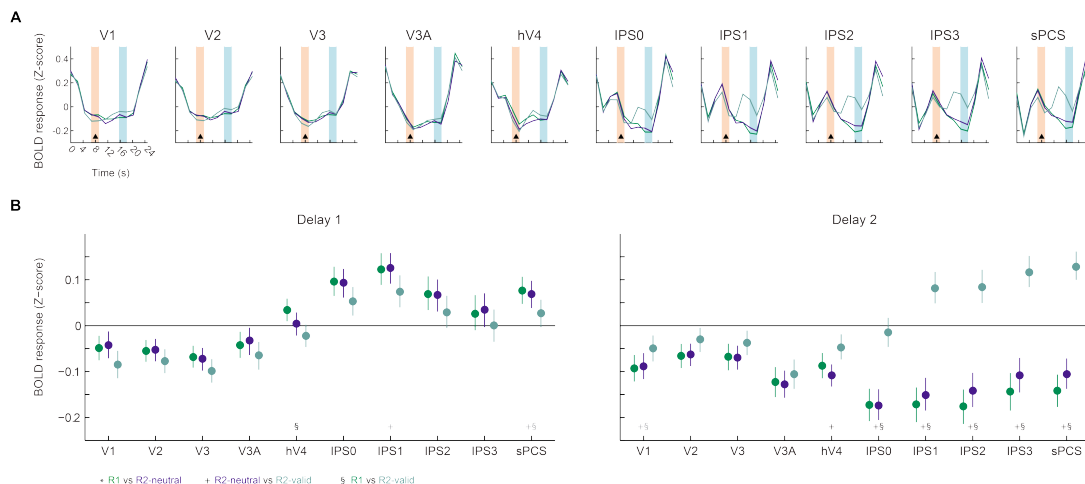 A
V1 V2 V3 V3A hV4 IPS0 IPS1 IPS2 IPS3 sPCS
BOLD response (Z-score)
0.4
0.2
0
-0.2
0 4 8 12 16 20 24
Time (s)
B
Delay 1 Delay 2
BOLD response (Z−score)
0.1
0
−0.1
−0.2
§ + +§ +§ + +§ +§ +§ +§ +§
V1 V2 V3 V3A hV4 IPS0 IPS1 IPS2 IPS3 sPCS V1 V2 V3 V3A hV4 IPS0 IPS1 IPS2 IPS3 sPCS
* R1 vs R2-neutral + R2-neutral vs R2-valid § R1 vs R2-valid